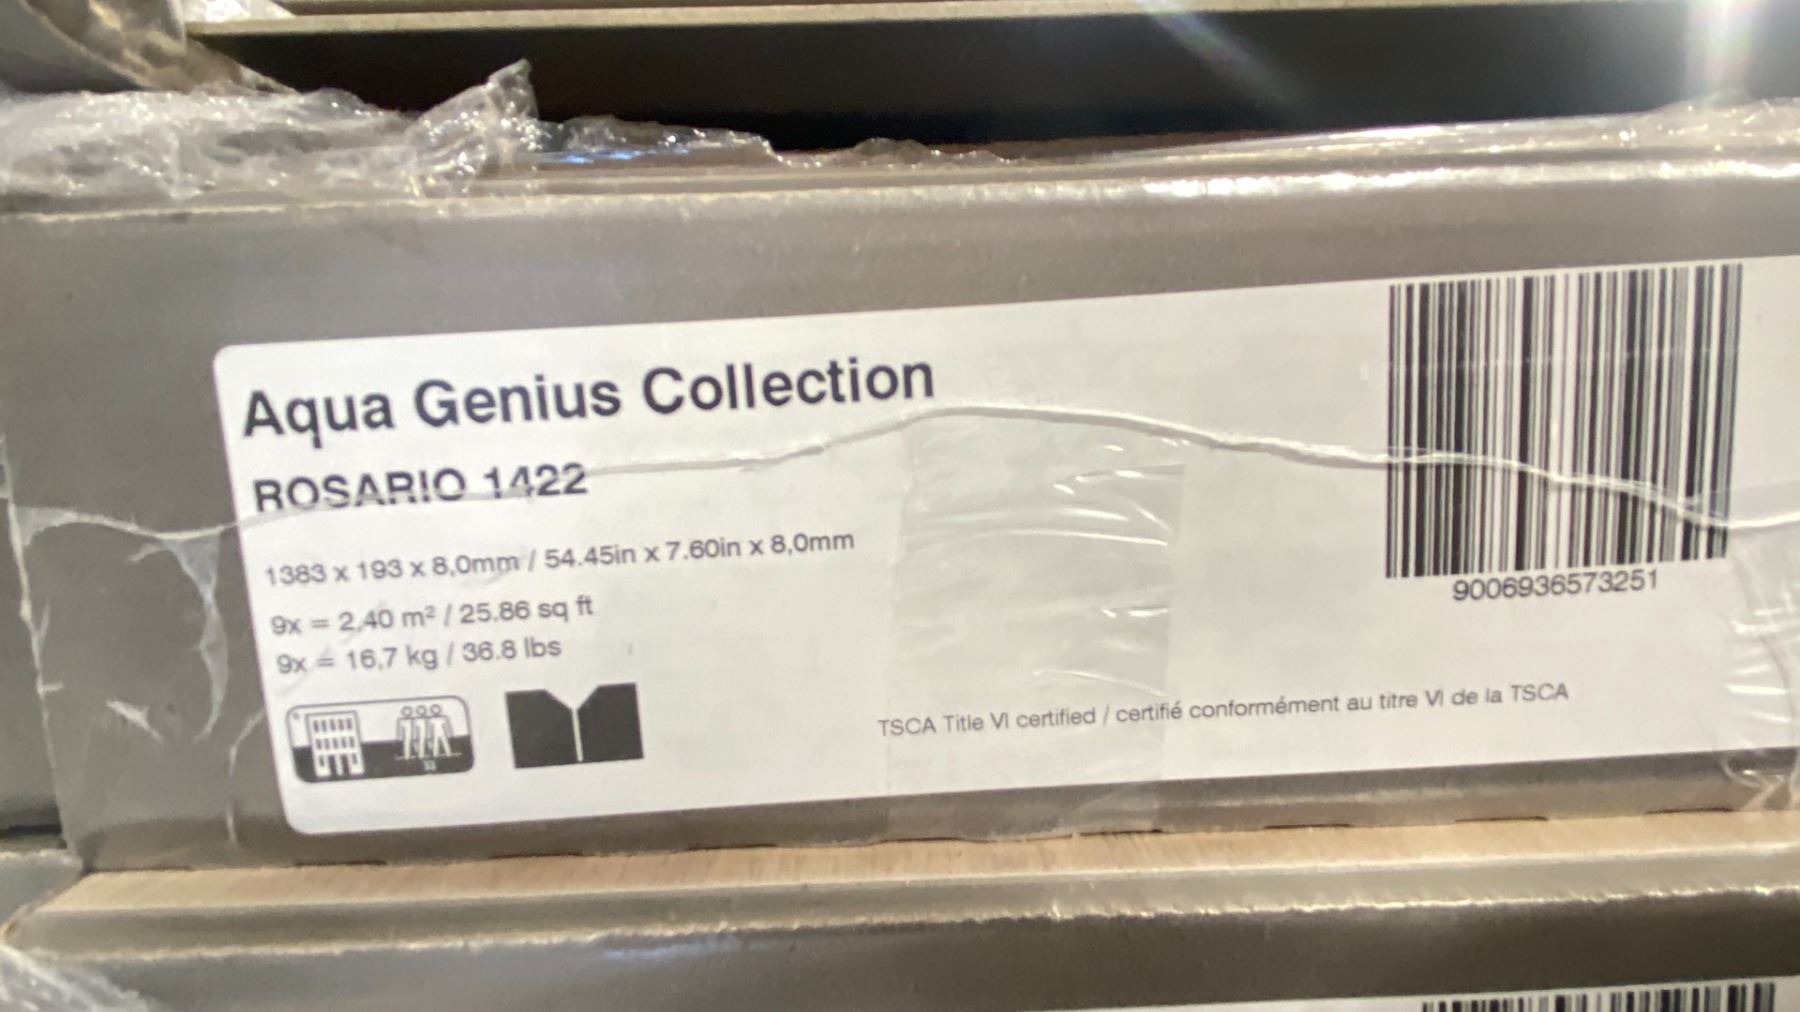 Aqua Genius Collection
ROSARIO 1422
1383 x 193 x 8,0mm / 54.45in x 7.60in x 8,0mm
9x = 2,40 m² / 25.86 sq ft
9x = 16,7 kg / 36.8 lbs
9006936573251
TSCA Title VI certified / certifié conformément au titre VI de la TSCA